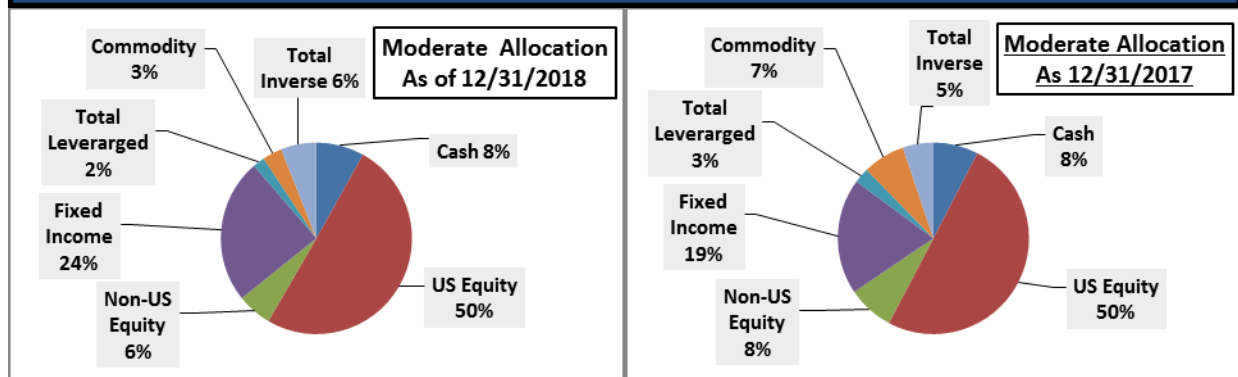 Commodity
3%
Total
Inverse 6%
Moderate Allocation
As of 12/31/2018
Total
Leverarged
2%
Cash 8%
Fixed
Income
24%
Non-US
Equity
6%
US Equity
50%
Commodity
7%
Total
Inverse
5%
Moderate Allocation
As 12/31/2017
Total
Leverarged
3%
Cash
8%
Fixed
Income
19%
Non-US
Equity
8%
US Equity
50%